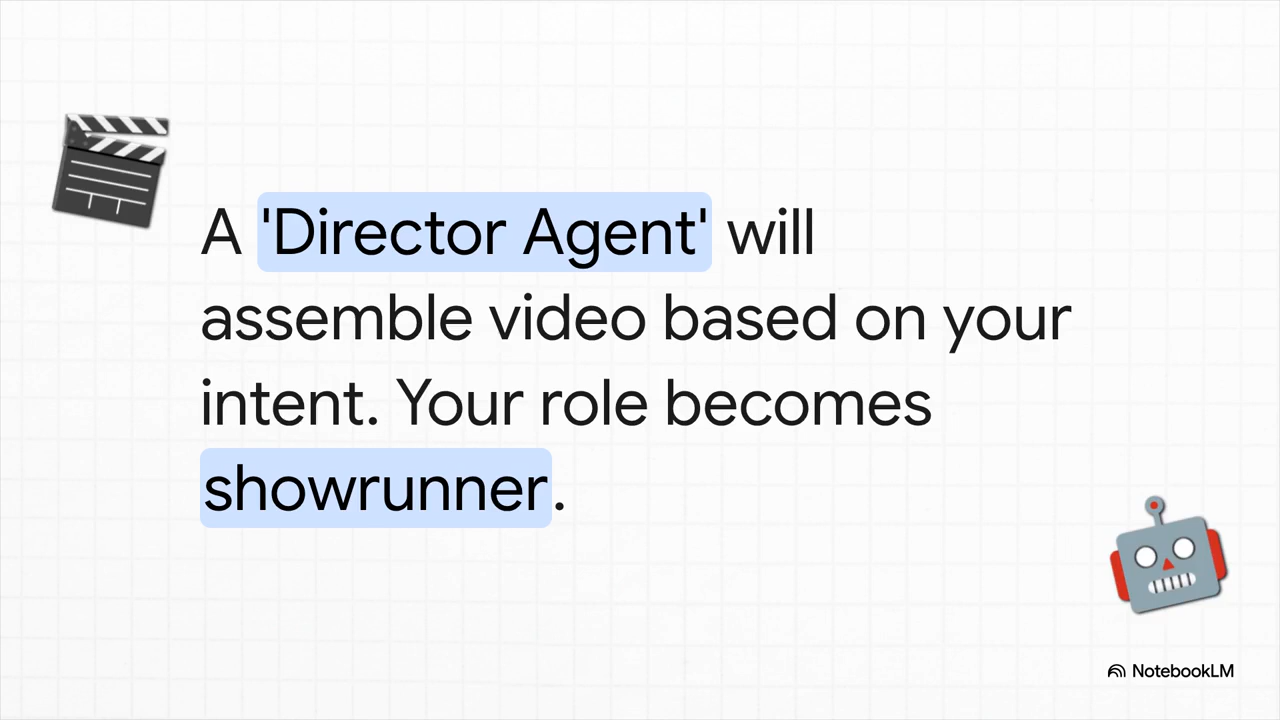 A 'Director Agent' will
assemble video based on your
intent. Your role becomes
showrunner.
NotebookLM